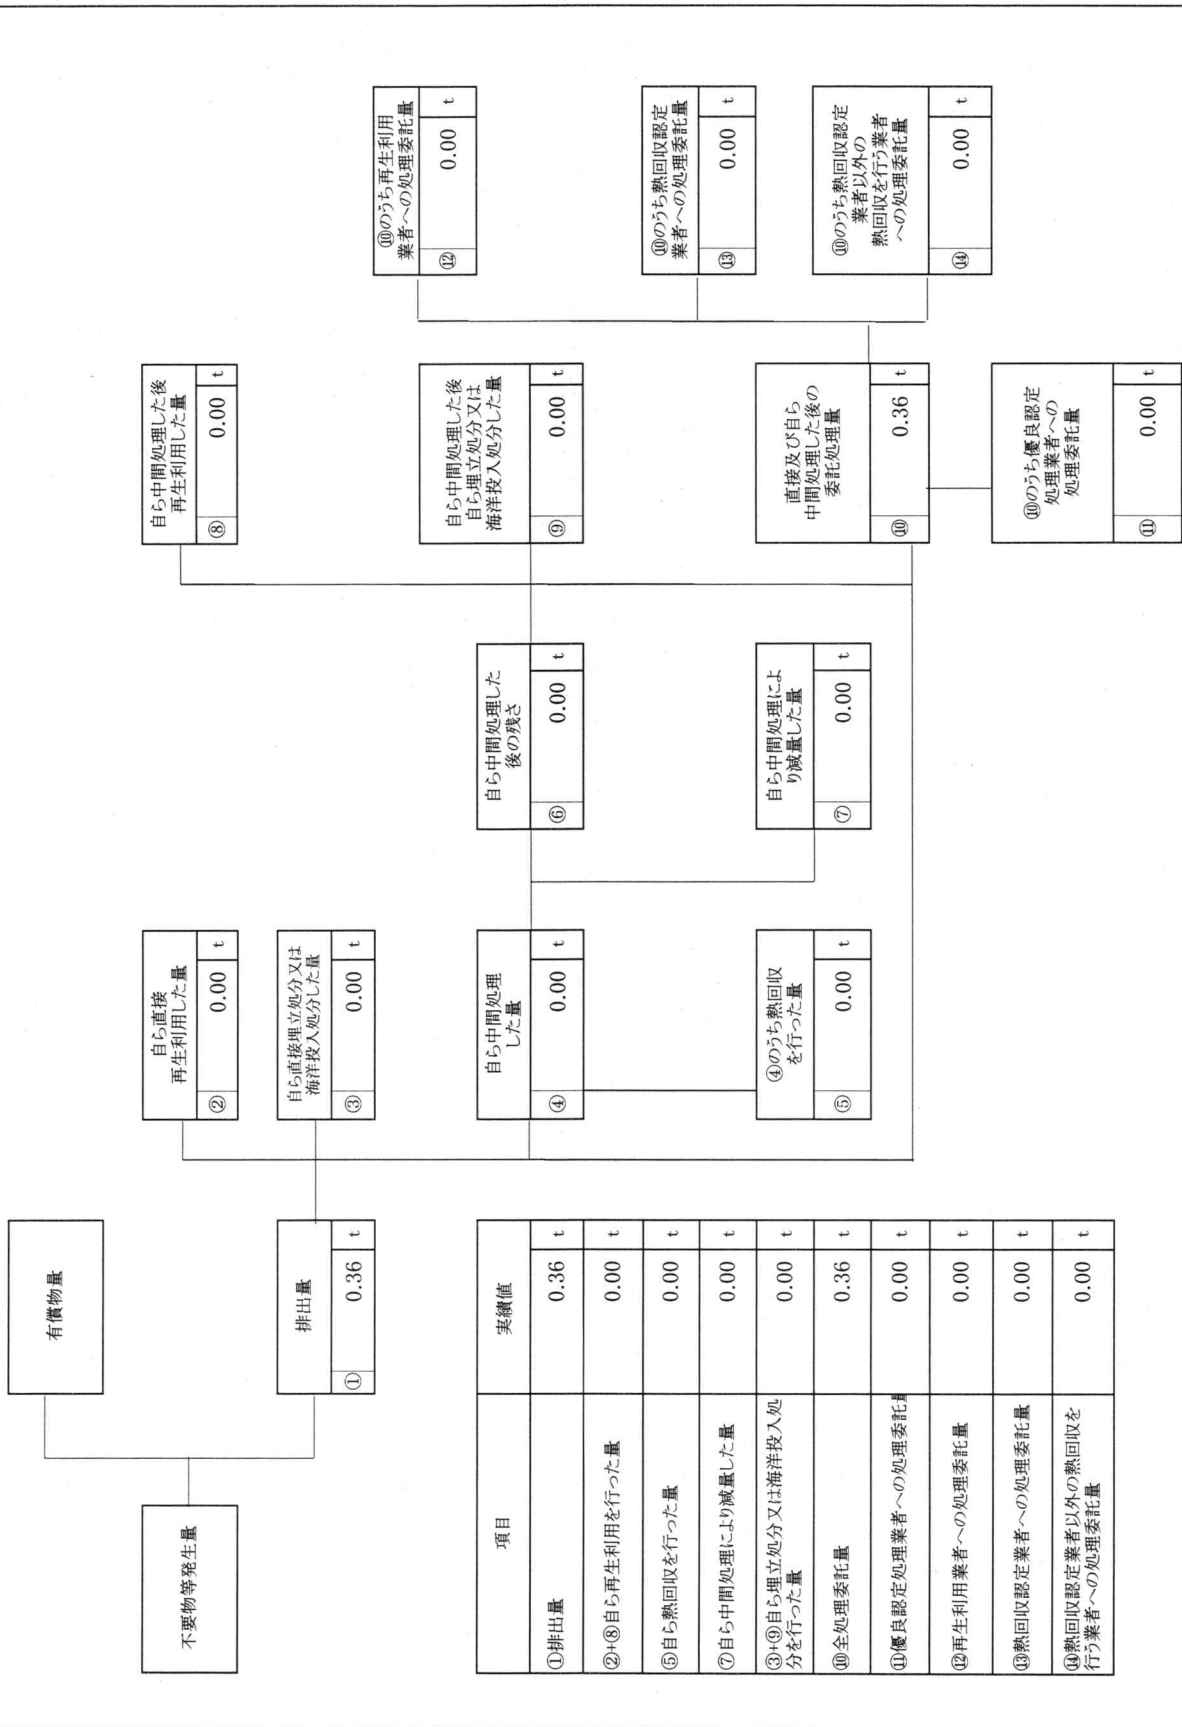 有償物量
不要物等発生量
排出量
① 0.36 t
自ら直接
再生利用した量
② 0.00 t
自ら直接埋立処分又は
海洋投入処分した量
③ 0.00 t
自ら中間処理
した量
④ 0.00 t
④のうち熱回収
を行った量
⑤ 0.00 t
自ら中間処理した
後の残さ
⑥ 0.00 t
自ら中間処理によ
り減量した量
⑦ 0.00 t
自ら中間処理した後
再生利用した量
⑧ 0.00 t
自ら中間処理した後
自ら埋立処分又は
海洋投入処分した量
⑨ 0.00 t
直接及び自ら
中間処理した後の
委託処理量
⑩ 0.36 t
⑩のうち優良認定
処理業者への
処理委託量
⑪ 0.00 t
⑩のうち再生利用
業者への処理委託量
⑫ 0.00 t
⑩のうち熱回収認定
業者への処理委託量
⑬ 0.00 t
⑩のうち熱回収認定
業者以外の
熱回収を行う業者
への処理委託量
⑭ 0.00 t
項目 実績値
①排出量 0.36 t
②+⑧自ら再生利用を行った量 0.00 t
⑤自ら熱回収を行った量 0.00 t
⑦自ら中間処理により減量した量 0.00 t
③+⑨自ら埋立処分又は海洋投入処
分を行った量 0.00 t
⑩全処理委託量 0.36 t
⑪優良認定処理業者への処理委託量 0.00 t
⑫再生利用業者への処理委託量 0.00 t
⑬熱回収認定業者への処理委託量 0.00 t
⑭熱回収認定業者以外の熱回収を
行う業者への処理委託量 0.00 t